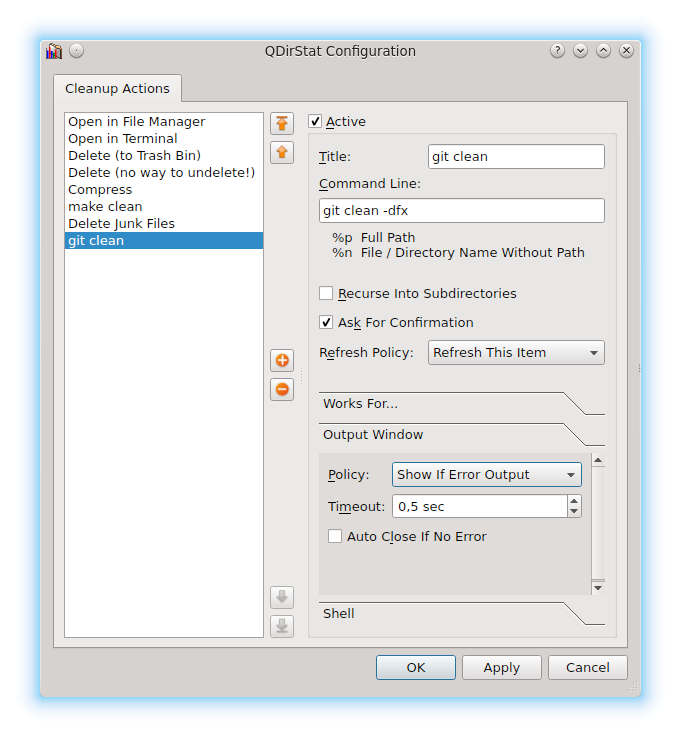 QDirStat Configuration
Cleanup Actions
Open in File Manager
Open in Terminal
Delete (to Trash Bin)
Delete (no way to undelete!)
Compress
make clean
Delete Junk Files
git clean
Active
Title: git clean
Command Line:
git clean -dfx
%p Full Path
%n File / Directory Name Without Path
Recurse Into Subdirectories
Ask For Confirmation
Refresh Policy: Refresh This Item
Works For...
Output Window
Policy: Show If Error Output
Timeout: 0,5 sec
Auto Close If No Error
Shell
OK Apply Cancel